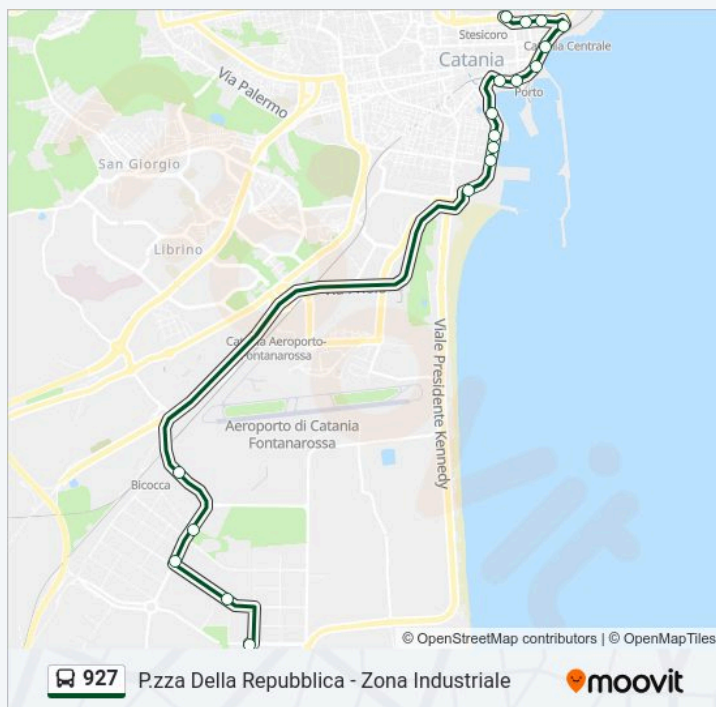 Stesicoro
Catania Centrale
Catania
Via Palermo
Porto
San Giorgio
Librino
Catania Aeroporto-
Fontanarossa
Viale Presidente Kennedy
Aeroporto di Catania
Fontanarossa
Bicocca
© OpenStreetMap contributors | © OpenMapTiles
927 P.zza Della Repubblica - Zona Industriale
moovit